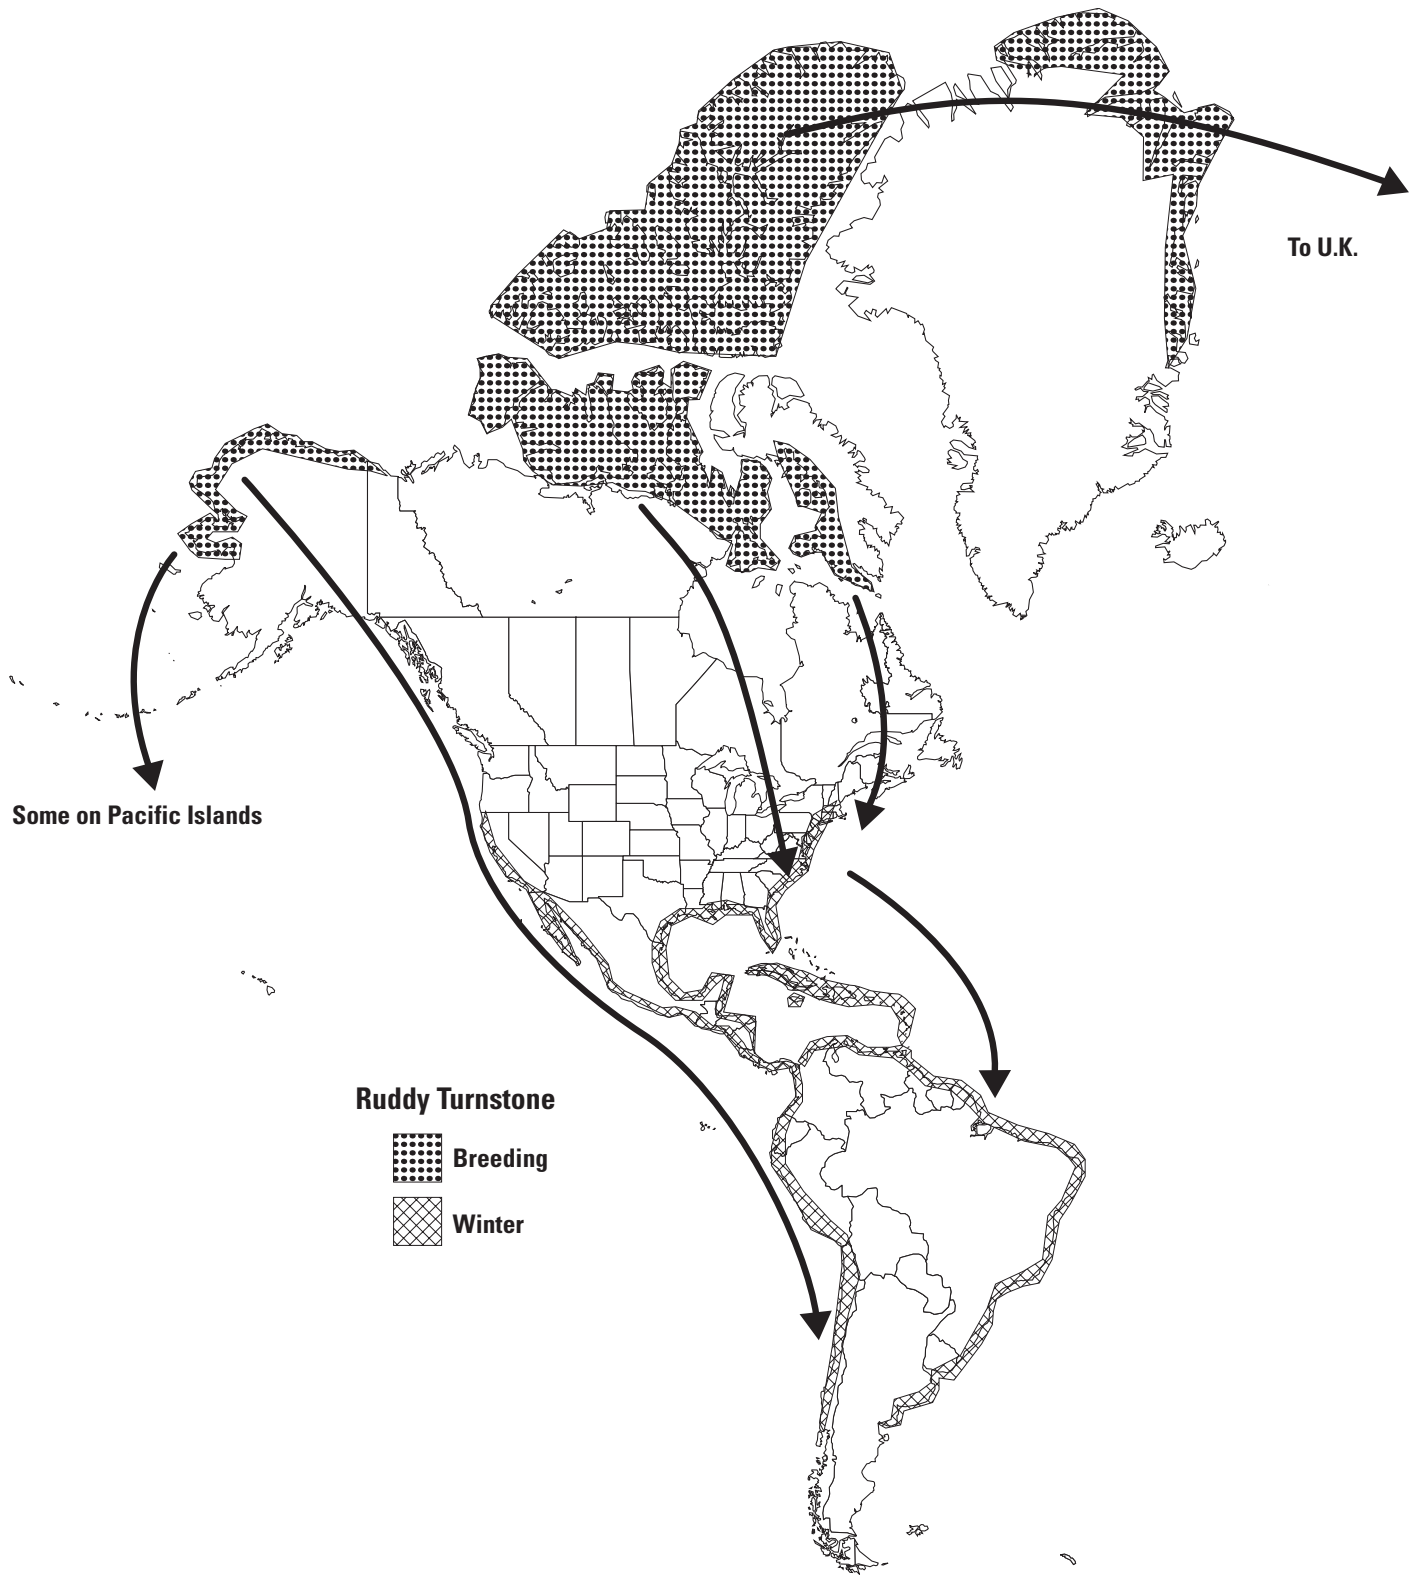 To U.K.
Some on Pacific Islands
Ruddy Turnstone
Breeding
Winter